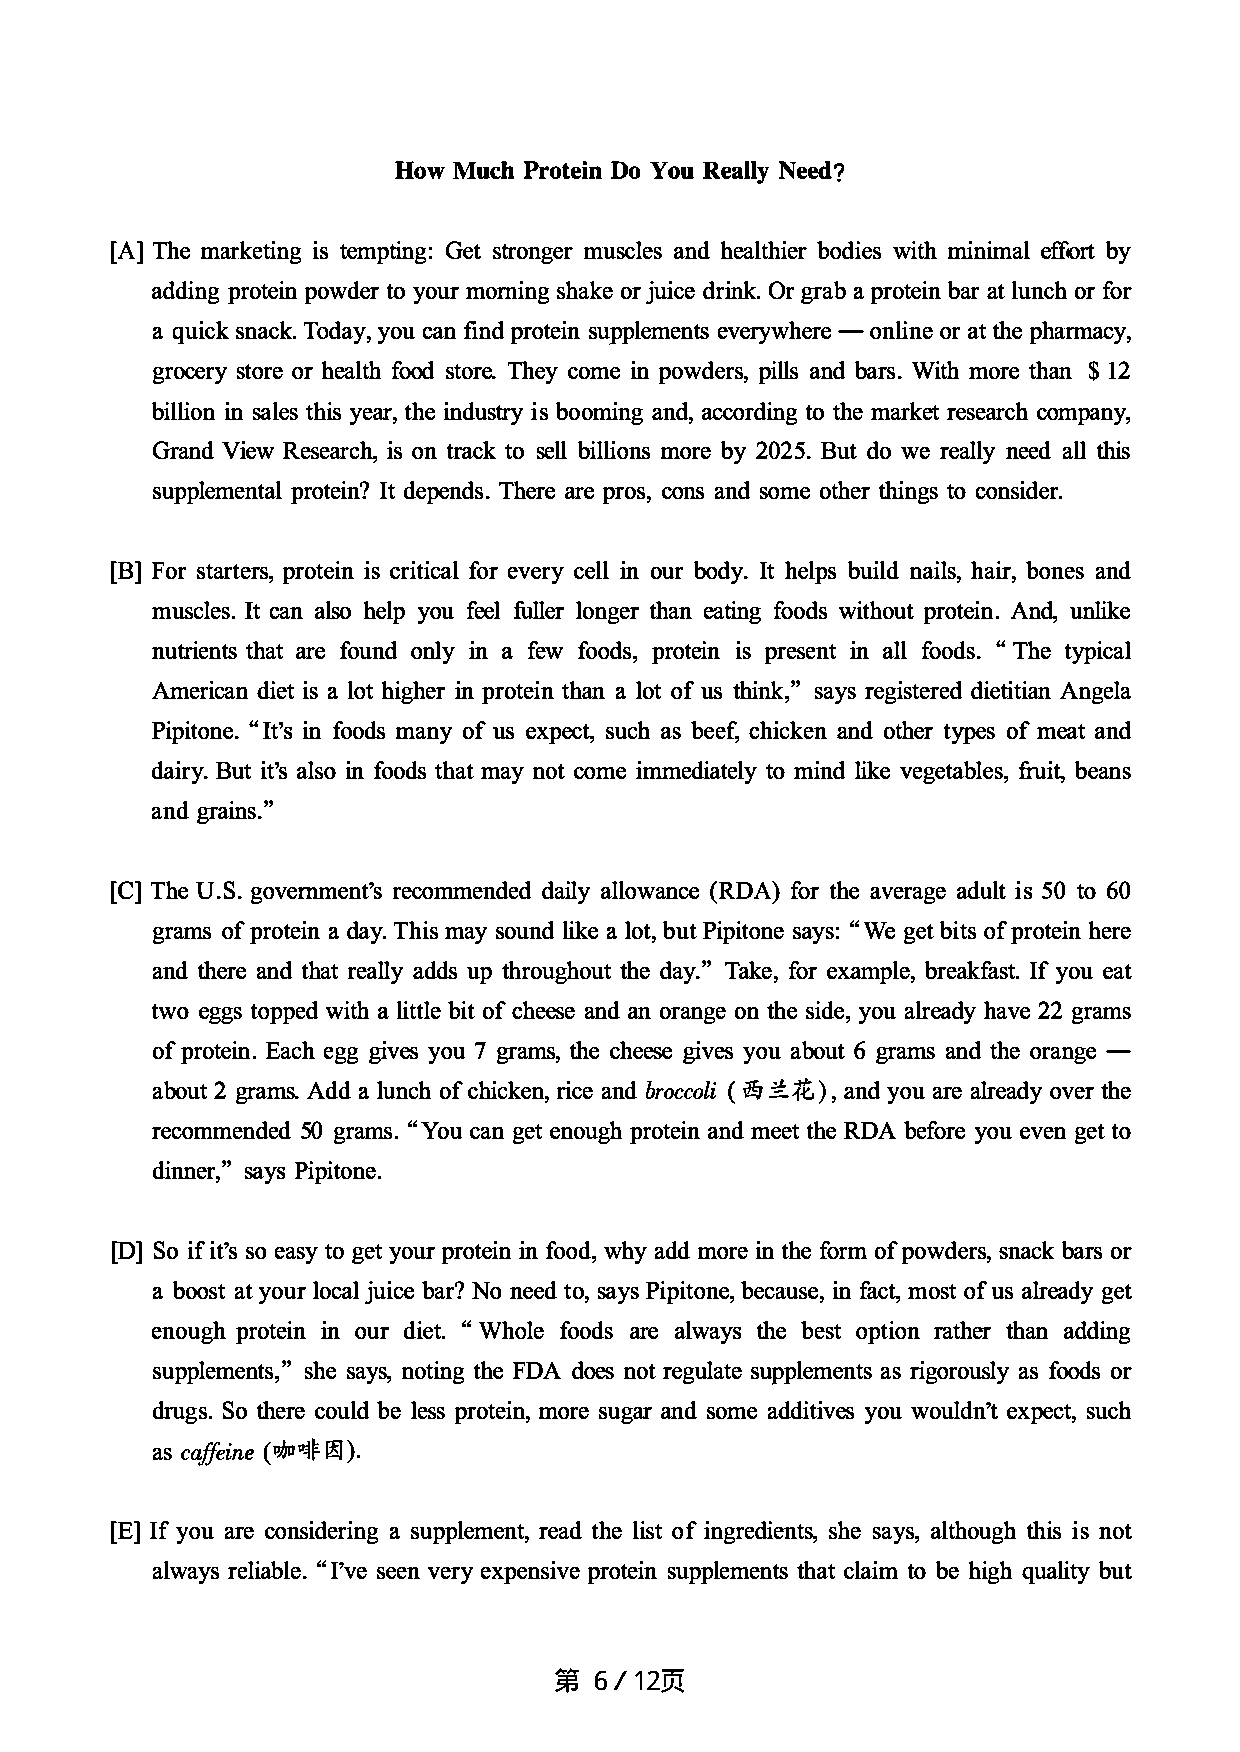 How Much Protein Do You Really Need?
[A] The marketing is tempting: Get stronger muscles and healthier bodies with minimal effort by
adding protein powder to your morning shake or juice drink. Or grab a protein bar at lunch or for
a quick snack. Today, you can find protein supplements everywhere — online or at the pharmacy,
grocery store or health food store. They come in powders, pills and bars. With more than $ 12
billion in sales this year, the industry is booming and, according to the market research company,
Grand View Research, is on track to sell billions more by 2025. But do we really need all this
supplemental protein? It depends. There are pros, cons and some other things to consider.
[B] For starters, protein is critical for every cell in our body. It helps build nails, hair, bones and
muscles. It can also help you feel fuller longer than eating foods without protein. And, unlike
nutrients that are found only in a few foods, protein is present in all foods. “The typical
American diet is a lot higher in protein than a lot of us think,” says registered dietitian Angela
Pipitone. “It’s in foods many of us expect, such as beef, chicken and other types of meat and
dairy. But it’s also in foods that may not come immediately to mind like vegetables, fruit, beans
and grains.”
[C] The U.S. government’s recommended daily allowance (RDA) for the average adult is 50 to 60
grams of protein a day. This may sound like a lot, but Pipitone says: “We get bits of protein here
and there and that really adds up throughout the day.” Take, for example, breakfast. If you eat
two eggs topped with a little bit of cheese and an orange on the side, you already have 22 grams
of protein. Each egg gives you 7 grams, the cheese gives you about 6 grams and the orange —
about 2 grams. Add a lunch of chicken, rice and broccoli (西兰花), and you are already over the
recommended 50 grams. “You can get enough protein and meet the RDA before you even get to
dinner,” says Pipitone.
[D] So if it’s so easy to get your protein in food, why add more in the form of powders, snack bars or
a boost at your local juice bar? No need to, says Pipitone, because, in fact, most of us already get
enough protein in our diet. “Whole foods are always the best option rather than adding
supplements,” she says, noting the FDA does not regulate supplements as rigorously as foods or
drugs. So there could be less protein, more sugar and some additives you wouldn’t expect, such
as caffeine (咖啡因).
[E] If you are considering a supplement, read the list of ingredients, she says, although this is not
always reliable. “I’ve seen very expensive protein supplements that claim to be high quality but
第 6 / 12页